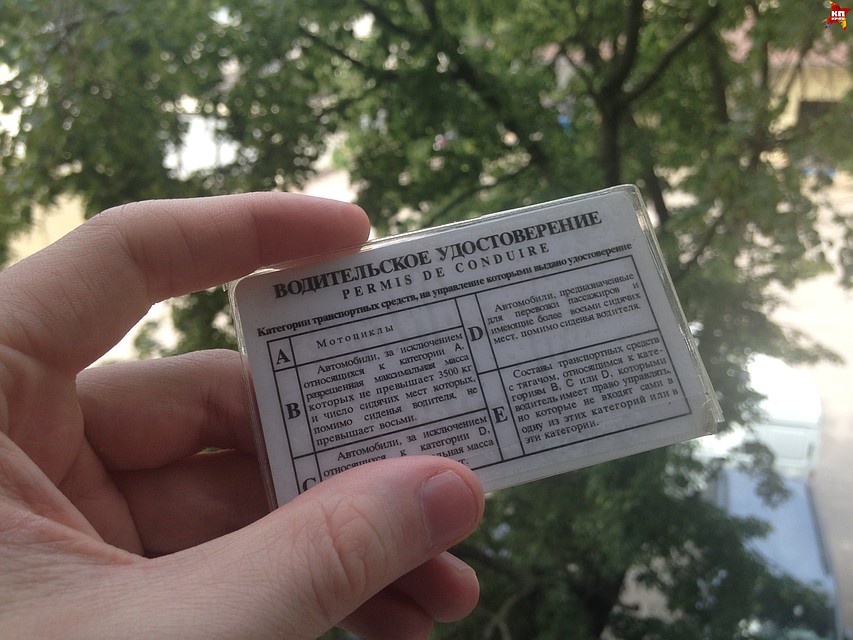 ВОДИТЕЛЬСКОЕ УДОСТОВЕРЕНИЕ
PERMIS DE CONDUIRE
Категории транспортных средств, на управление которыми выдано удостоверение
A
Мотоциклы
B
Автомобили, за исключением
относящихся к категории A,
разрешенная максимальная масса
которых не превышает 3500 кг
и число сидячих мест которых,
помимо сиденья водителя, не
превышает восьми.
C
Автомобили, за исключением
относящихся к категории D,
масса
D
Автомобили, предназначенные
для перевозки пассажиров и
имеющие более восьми сидячих
мест, помимо сиденья водителя.
E
Составы транспортных средств
с тягачом, относящимся к кате-
гориям B, C или D, которыми
водитель имеет право управлять,
но которые не входят сами в
одну из этих категорий или в
эти категории.
КП